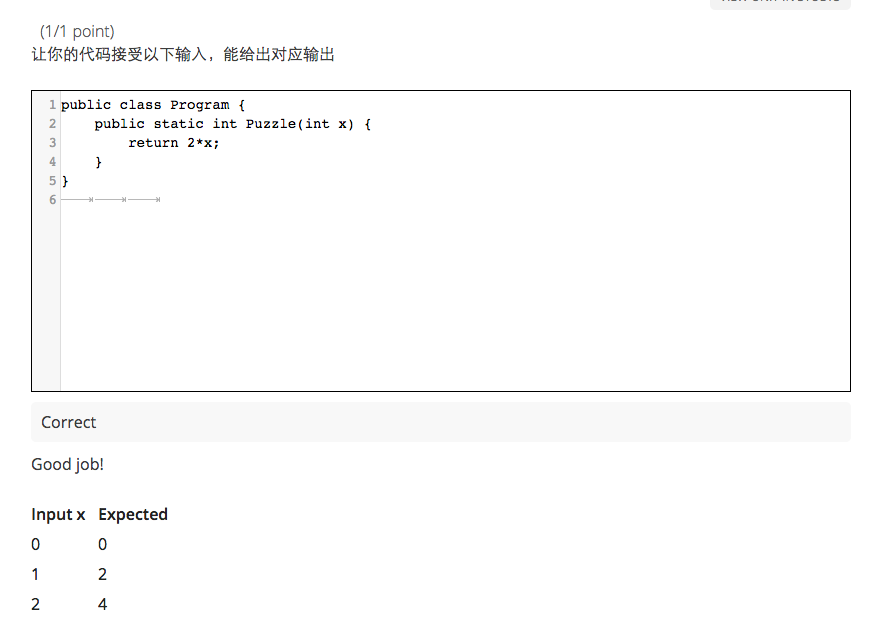 (1/1 point)
让你的代码接受以下输入，能给出对应输出
1 public class Program {
2     public static int Puzzle(int x) {
3         return 2*x;
4     }
5 }
6
Correct
Good job!
Input x Expected
0 0
1 2
2 4